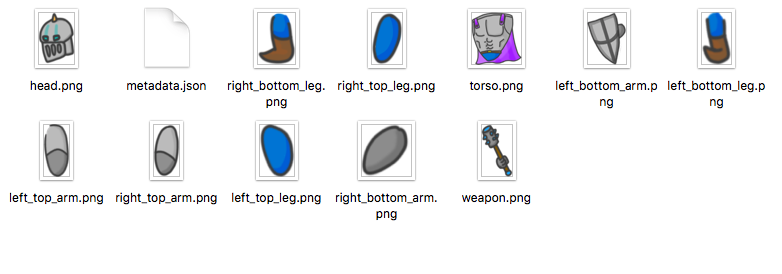 head.png
metadata.json
right_bottom_leg.
png
right_top_leg.png
torso.png
left_bottom_arm.p
ng
left_bottom_leg.p
ng
left_top_arm.png
right_top_arm.png
left_top_leg.png
right_bottom_arm.
png
weapon.png